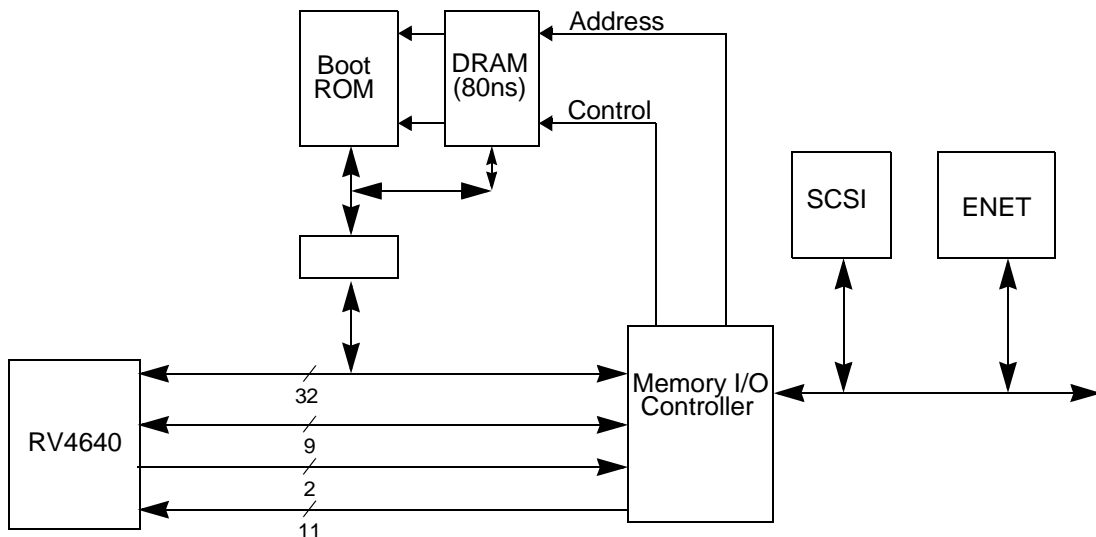 Address
Boot
ROM
DRAM
(80ns)
Control
SCSI
ENET
32
Memory I/O
Controller
RV4640
9
2
11